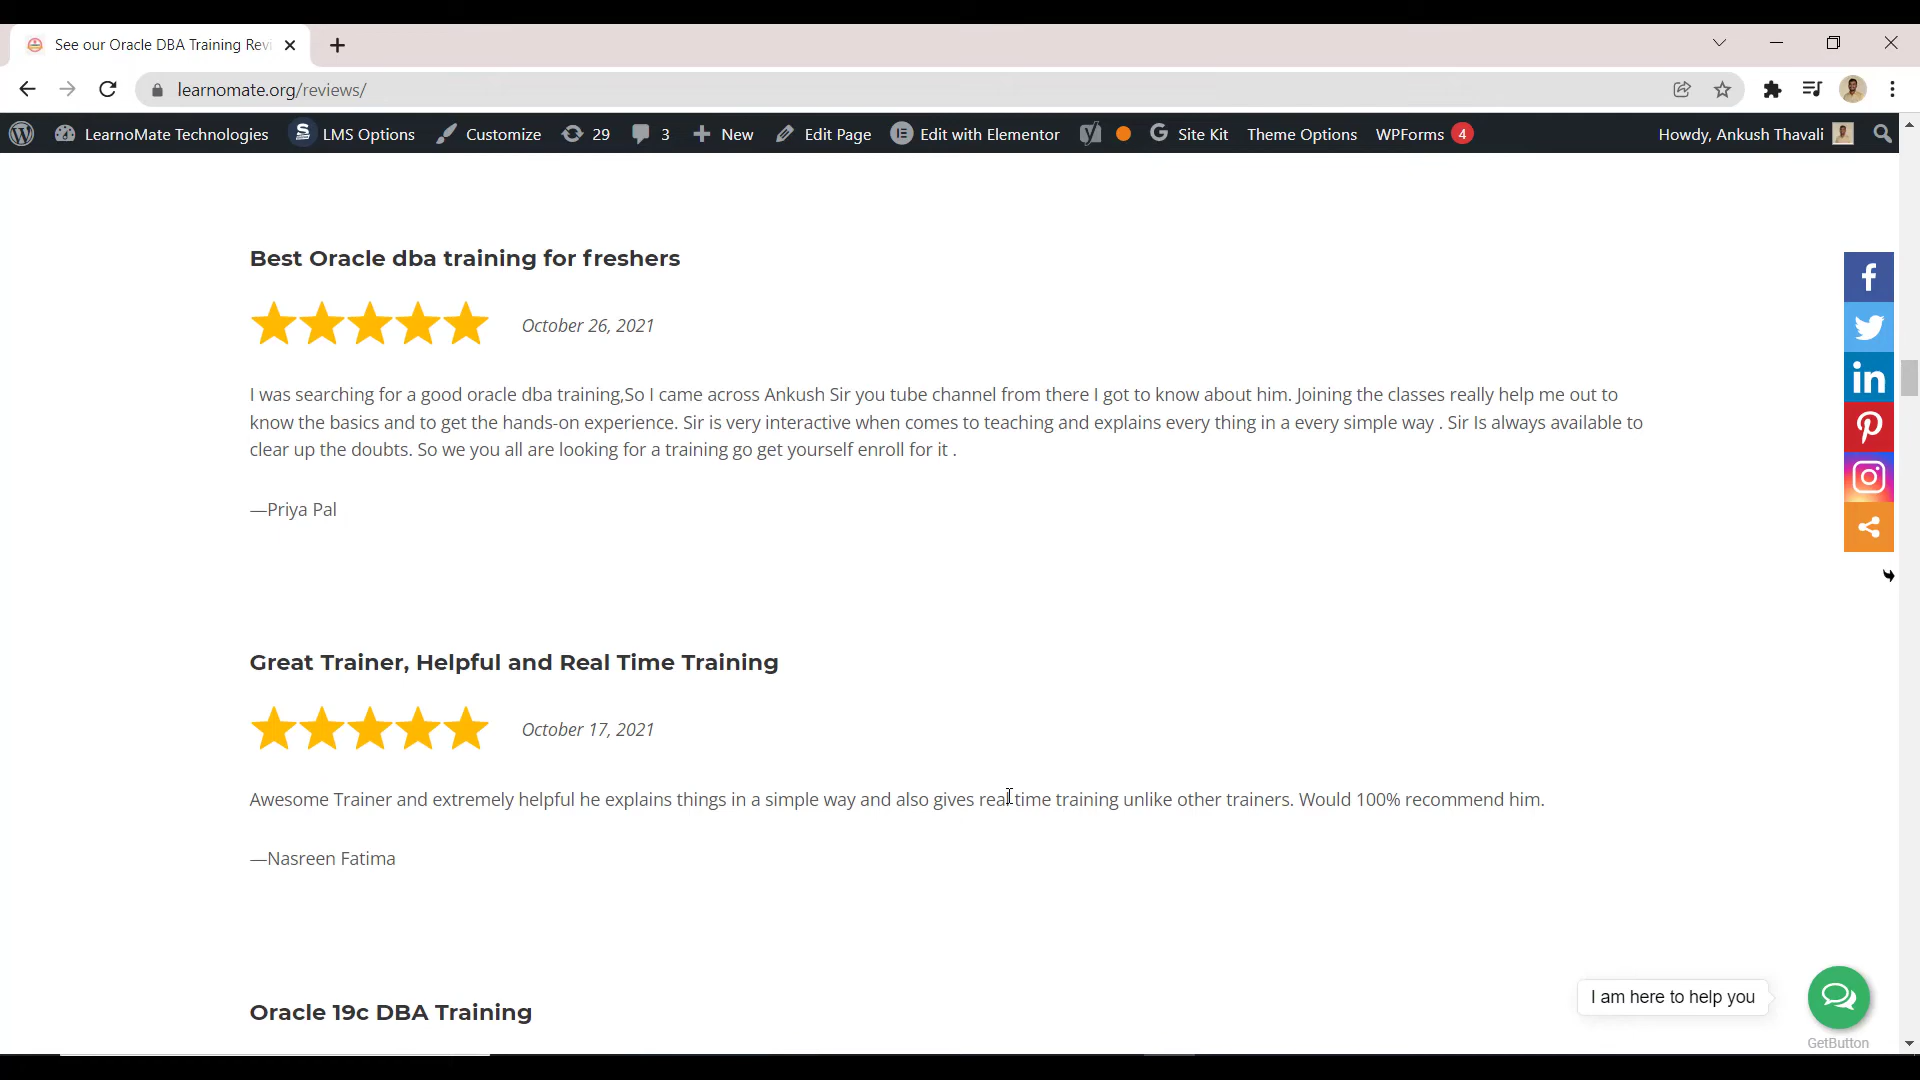 See our Oracle DBA Training Revi
learnomate.org/reviews/
LearnoMate Technologies LMS Options Customize 29 3 New Edit Page Edit with Elementor Site Kit Theme Options WPForms 4 Howdy, Ankush Thavali
Best Oracle dba training for freshers
October 26, 2021
I was searching for a good oracle dba training,So I came across Ankush Sir you tube channel from there I got to know about him. Joining the classes really help me out to
know the basics and to get the hands-on experience. Sir is very interactive when comes to teaching and explains every thing in a every simple way . Sir Is always available to
clear up the doubts. So we you all are looking for a training go get yourself enroll for it .
—Priya Pal
Great Trainer, Helpful and Real Time Training
October 17, 2021
Awesome Trainer and extremely helpful he explains things in a simple way and also gives real time training unlike other trainers. Would 100% recommend him.
—Nasreen Fatima
Oracle 19c DBA Training
I am here to help you
GetButton